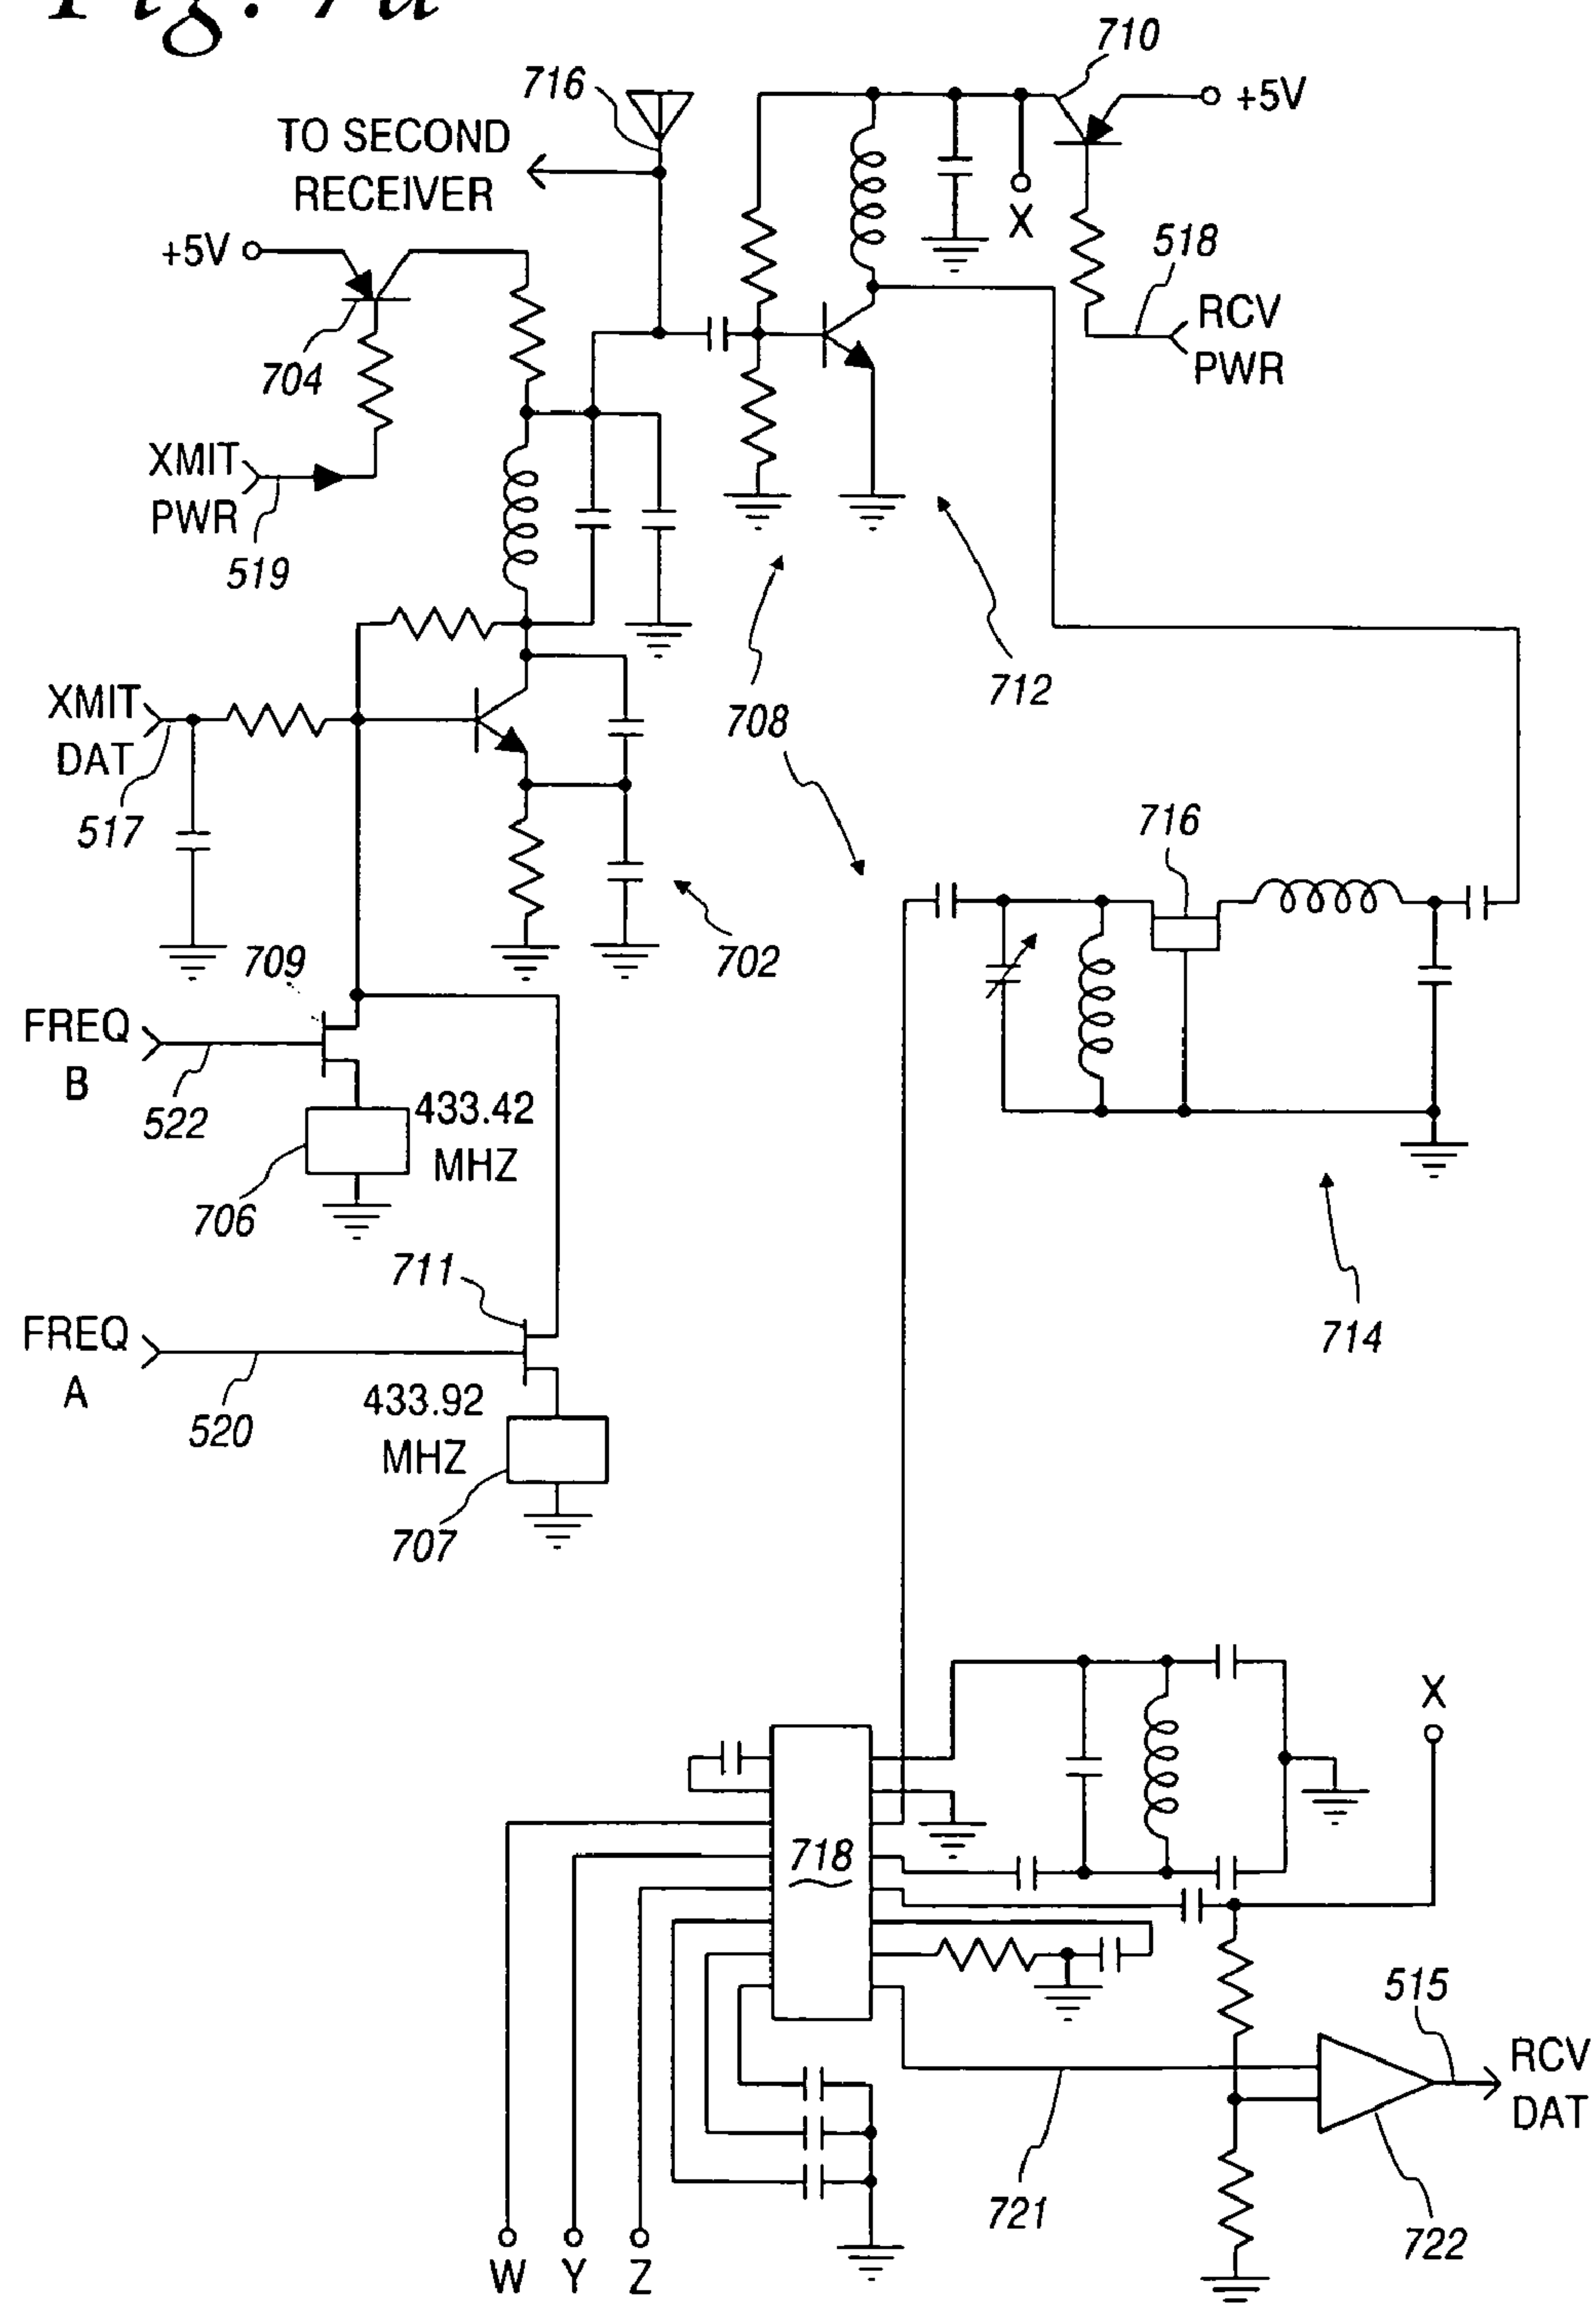 Fig. 7a
710
716
+5V
TO SECOND
RECEIVER
X
518
+5V
RCV
PWR
704
XMIT
PWR
519
712
XMIT
DAT
708
517
716
709
702
FREQ
B
522
433.42
MHZ
706
711
714
FREQ
A
433.92
MHZ
520
707
X
718
515
RCV
DAT
721
722
W Y Z